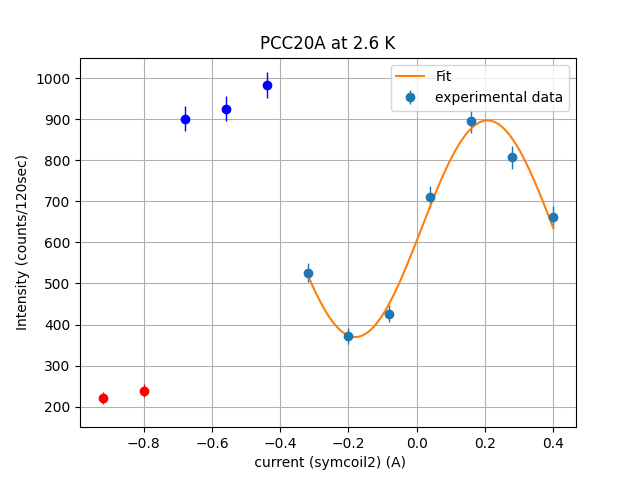 PCC20A at 2.6 K
Fit
experimental data
Intensity (counts/120sec)
1000
900
800
700
600
500
400
300
200
−0.8 −0.6 −0.4 −0.2 0.0 0.2 0.4
current (symcoil2) (A)